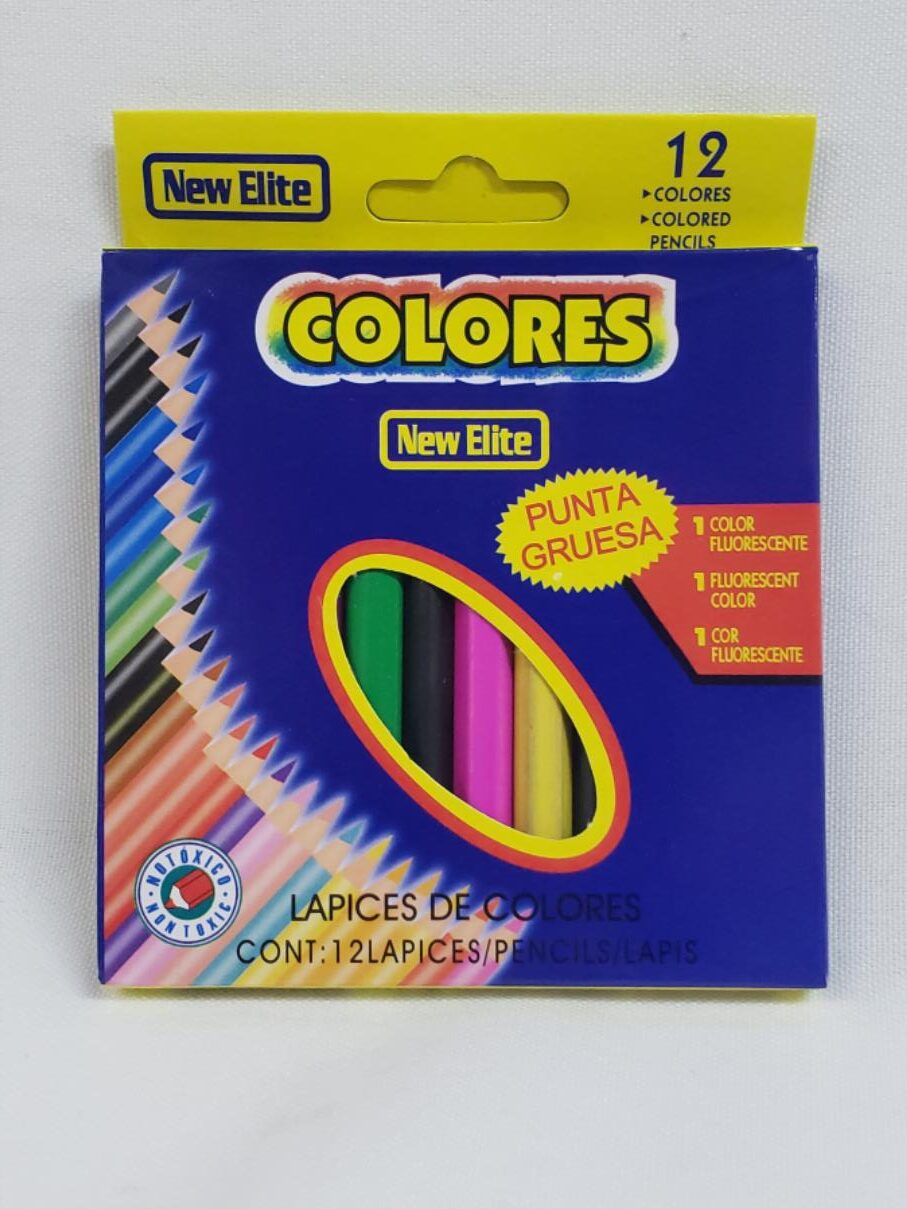 New Elite
12
COLORES
COLORED
PENCILS
COLORES
New Elite
PUNTA
GRUESA
1 COLOR
FLUORESCENTE
1 FLUORESCENT
COLOR
1 COR
FLUORESCENTE
NO TÓXICO
NON TOXIC
LAPICES DE COLORES
CONT:12LAPICES/PENCILS/LAPIS